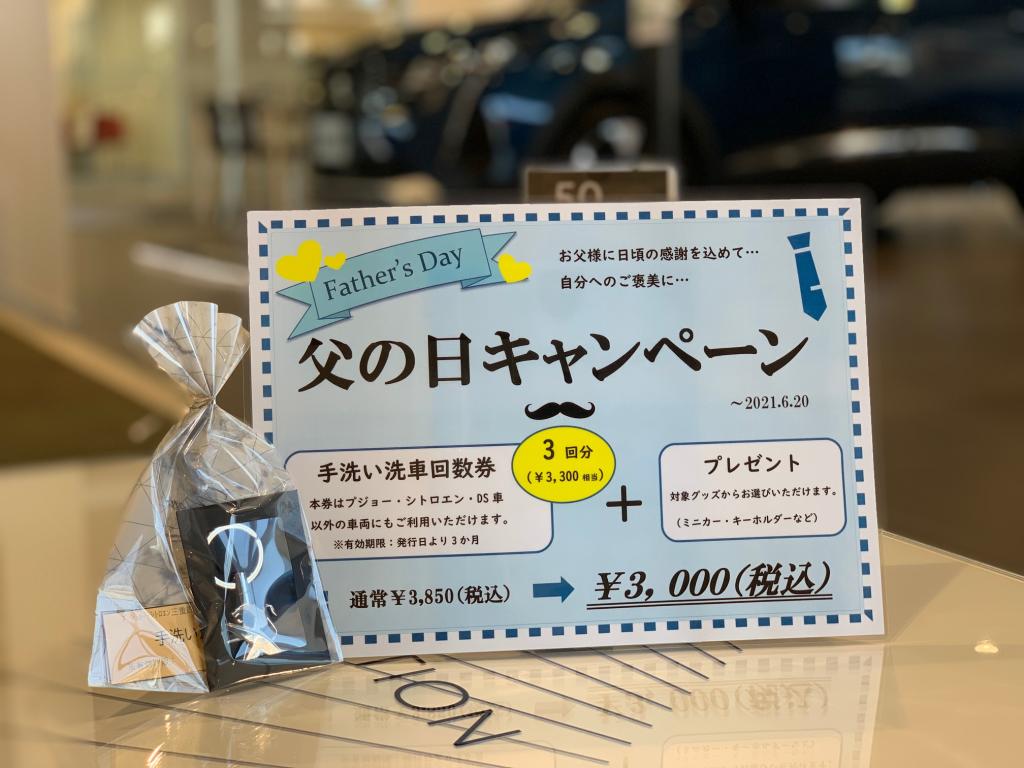 50
Father's Day
お父様に日頃の感謝を込めて…
自分へのご褒美に…
父の日キャンペーン
～2021.6.20
手洗い洗車回数券
本券はプジョー・シトロエン・DS車
以外の車両にもご利用いただけます。
※有効期限：発行日より3か月
3 回分
(￥3,300相当)
＋
プレゼント
対象グッズからお選びいただけます。
(ミニカー・キーホルダーなど)
通常￥3,850(税込)
￥3,000(税込)
手洗い